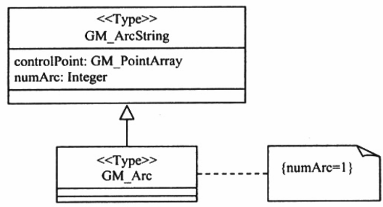 <<Type>>
GM_ArcString
controlPoint: GM_PointArray
numArc: Integer
<<Type>>
GM_Arc
{numArc=1}